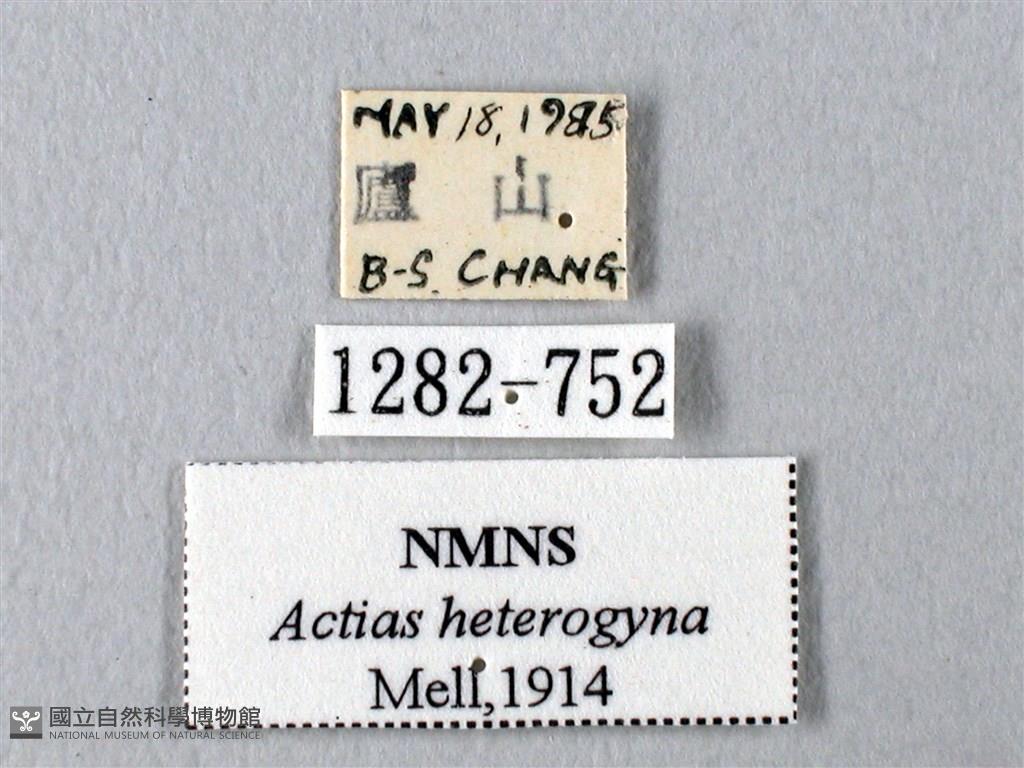 MAY 18, 1985
廬 山
B-S. CHANG
1282-752
NMNS
Actias heterogyna
Mell,1914
國立自然科學博物館
NATIONAL MUSEUM OF NATURAL SCIENCE